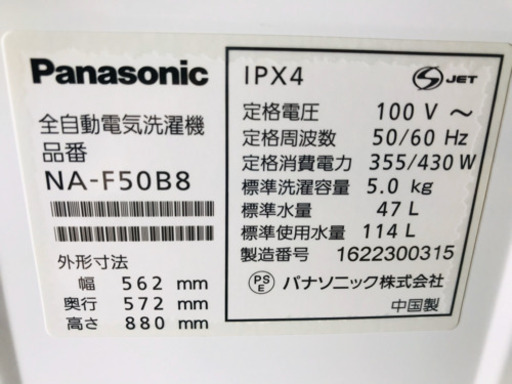 Panasonic
全自動電気洗濯機
品番
NA-F50B8
外形寸法
幅 562 mm
奥行 572 mm
高さ 880 mm
IPX4
S JET
定格電圧 100 V ～
定格周波数 50/60 Hz
定格消費電力 355/430 W
標準洗濯容量 5.0 kg
標準水量 47 L
標準使用水量 114 L
製造番号 1622300315
PS E パナソニック株式会社
中国製